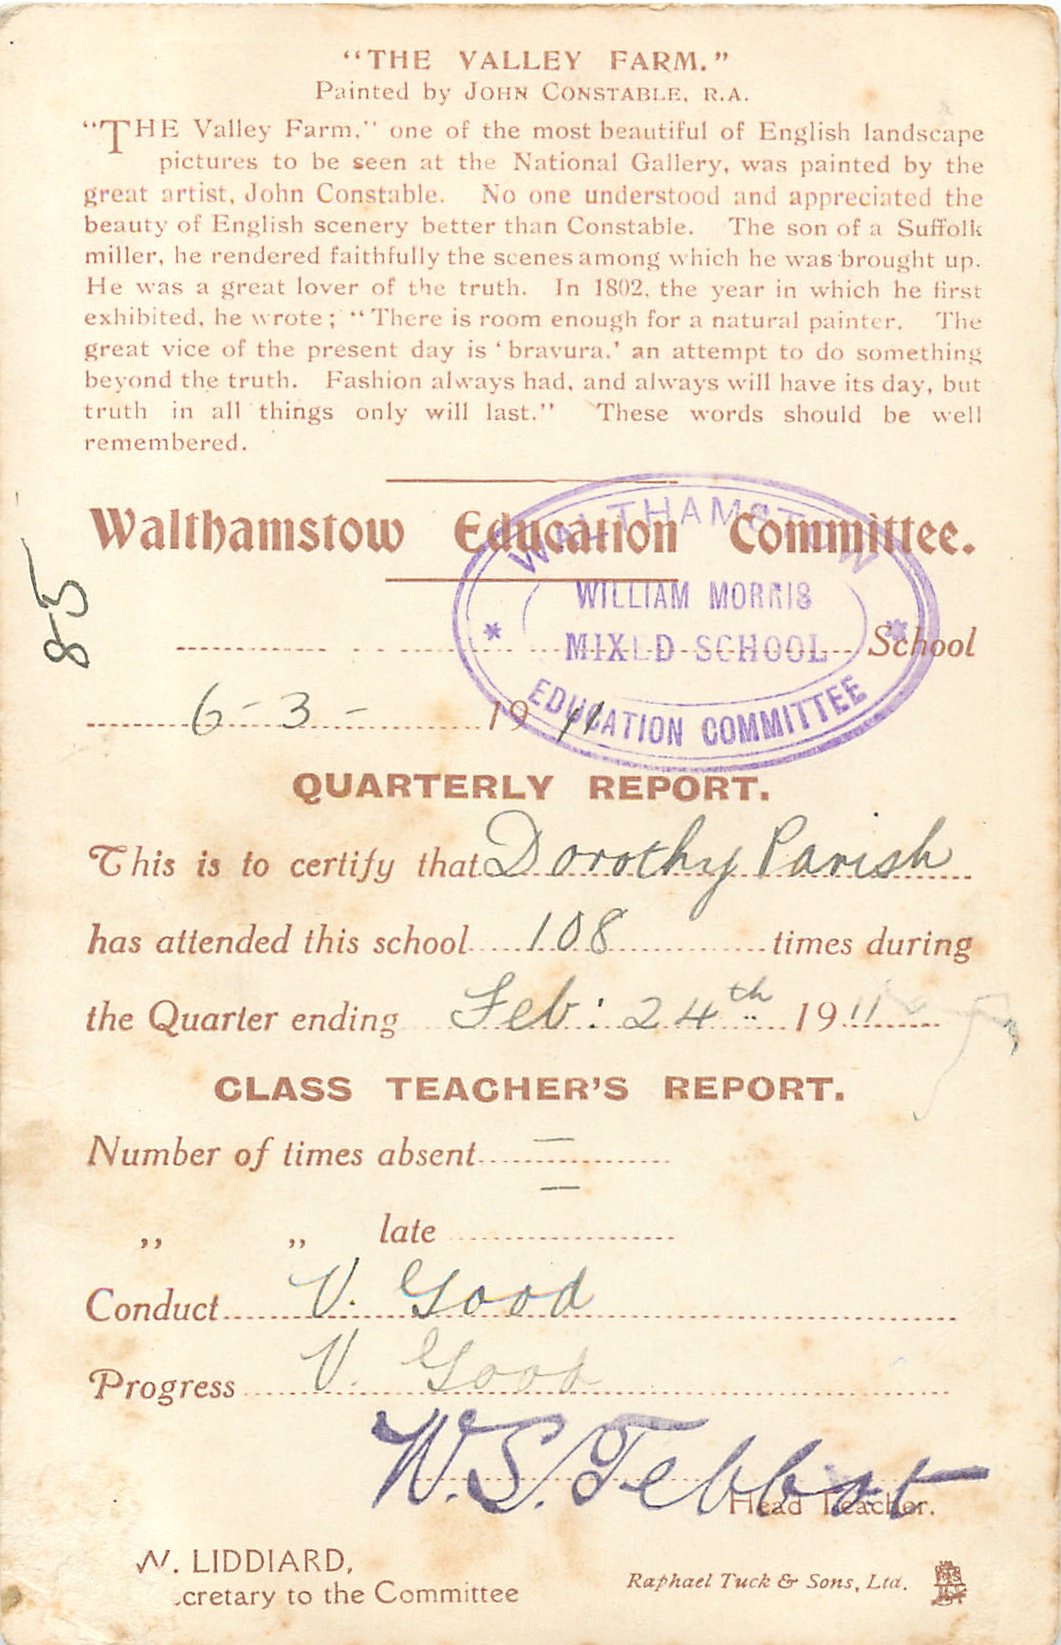 "THE VALLEY FARM."
Painted by JOHN CONSTABLE, R.A.
"THE Valley Farm," one of the most beautiful of English landscape
pictures to be seen at the National Gallery, was painted by the
great artist, John Constable. No one understood and appreciated the
beauty of English scenery better than Constable. The son of a Suffolk
miller, he rendered faithfully the scenes among which he was brought up.
He was a great lover of the truth. In 1802, the year in which he first
exhibited, he wrote; "There is room enough for a natural painter. The
great vice of the present day is 'bravura,' an attempt to do something
beyond the truth. Fashion always had, and always will have its day, but
truth in all things only will last." These words should be well
remembered.
Walthamstow Education Committee.
WALTHAMSTOW
WILLIAM MORRIS
MIXED SCHOOL
EDUCATION COMMITTEE
85
School
6-3- 1911
QUARTERLY REPORT.
This is to certify that Dorothy Parish
has attended this school 108 times during
the Quarter ending Feb: 24th 1911
CLASS TEACHER'S REPORT.
Number of times absent —
,, ,, late —
Conduct V. Good
Progress V. Good
W. S. Tebbat
Head Teacher.
W. LIDDIARD,
cretary to the Committee
Raphael Tuck & Sons, Ltd.